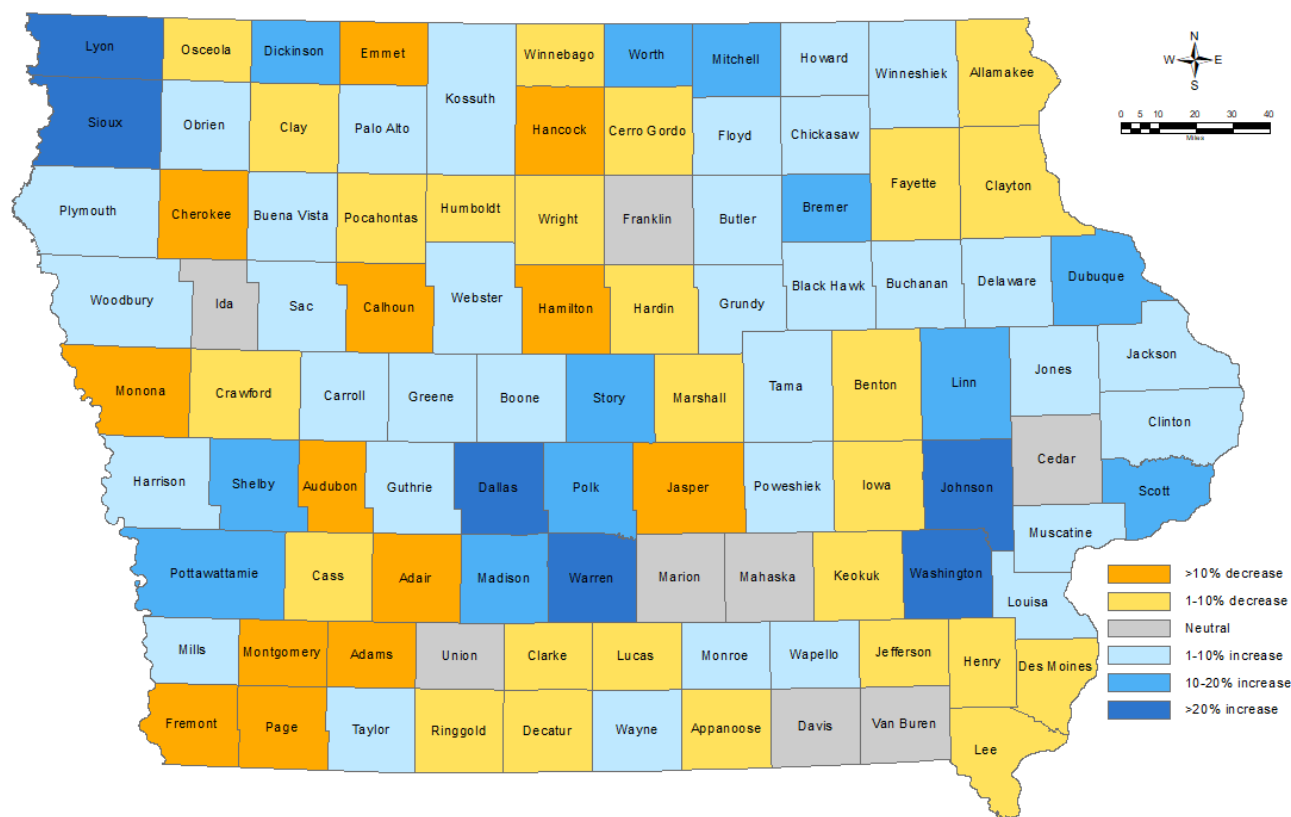 Lyon
Osceola
Dickinson
Emmet
Kossuth
Winnebago
Worth
Mitchell
Howard
Winneshiek
Allamakee
N
W E
S
0 5 10 20 30 40
Miles
Sioux
Obrien
Clay
Palo Alto
Hancock
Cerro Gordo
Floyd
Chickasaw
Fayette
Clayton
Plymouth
Cherokee
Buena Vista
Pocahontas
Humboldt
Wright
Franklin
Butler
Bremer
Woodbury
Ida
Sac
Calhoun
Webster
Hamilton
Hardin
Grundy
Black Hawk
Buchanan
Delaware
Dubuque
Monona
Crawford
Carroll
Greene
Boone
Story
Marshall
Tama
Benton
Linn
Jones
Jackson
Clinton
Harrison
Shelby
Audubon
Guthrie
Dallas
Polk
Jasper
Poweshiek
Iowa
Johnson
Cedar
Scott
Muscatine
Pottawattamie
Cass
Adair
Madison
Warren
Marion
Mahaska
Keokuk
Washington
Louisa
Mills
Montgomery
Adams
Union
Clarke
Lucas
Monroe
Wapello
Jefferson
Henry
Des Moines
Fremont
Page
Taylor
Ringgold
Decatur
Wayne
Appanoose
Davis
Van Buren
Lee
>10% decrease
1-10% decrease
Neutral
1-10% increase
10-20% increase
>20% increase